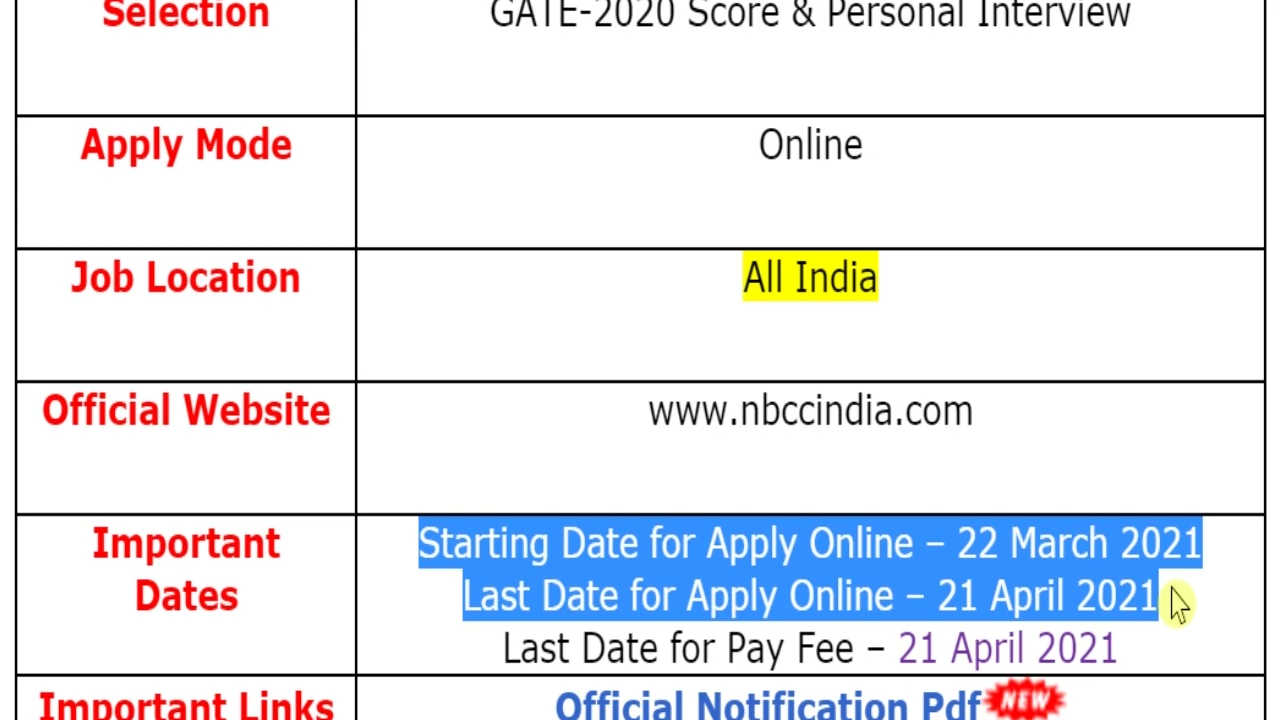 Selection GATE-2020 Score & Personal Interview
Apply Mode Online
Job Location All India
Official Website www.nbccindia.com
Important Starting Date for Apply Online – 22 March 2021
Dates Last Date for Apply Online – 21 April 2021
Last Date for Pay Fee – 21 April 2021
Important Links Official Notification Pdf NEW